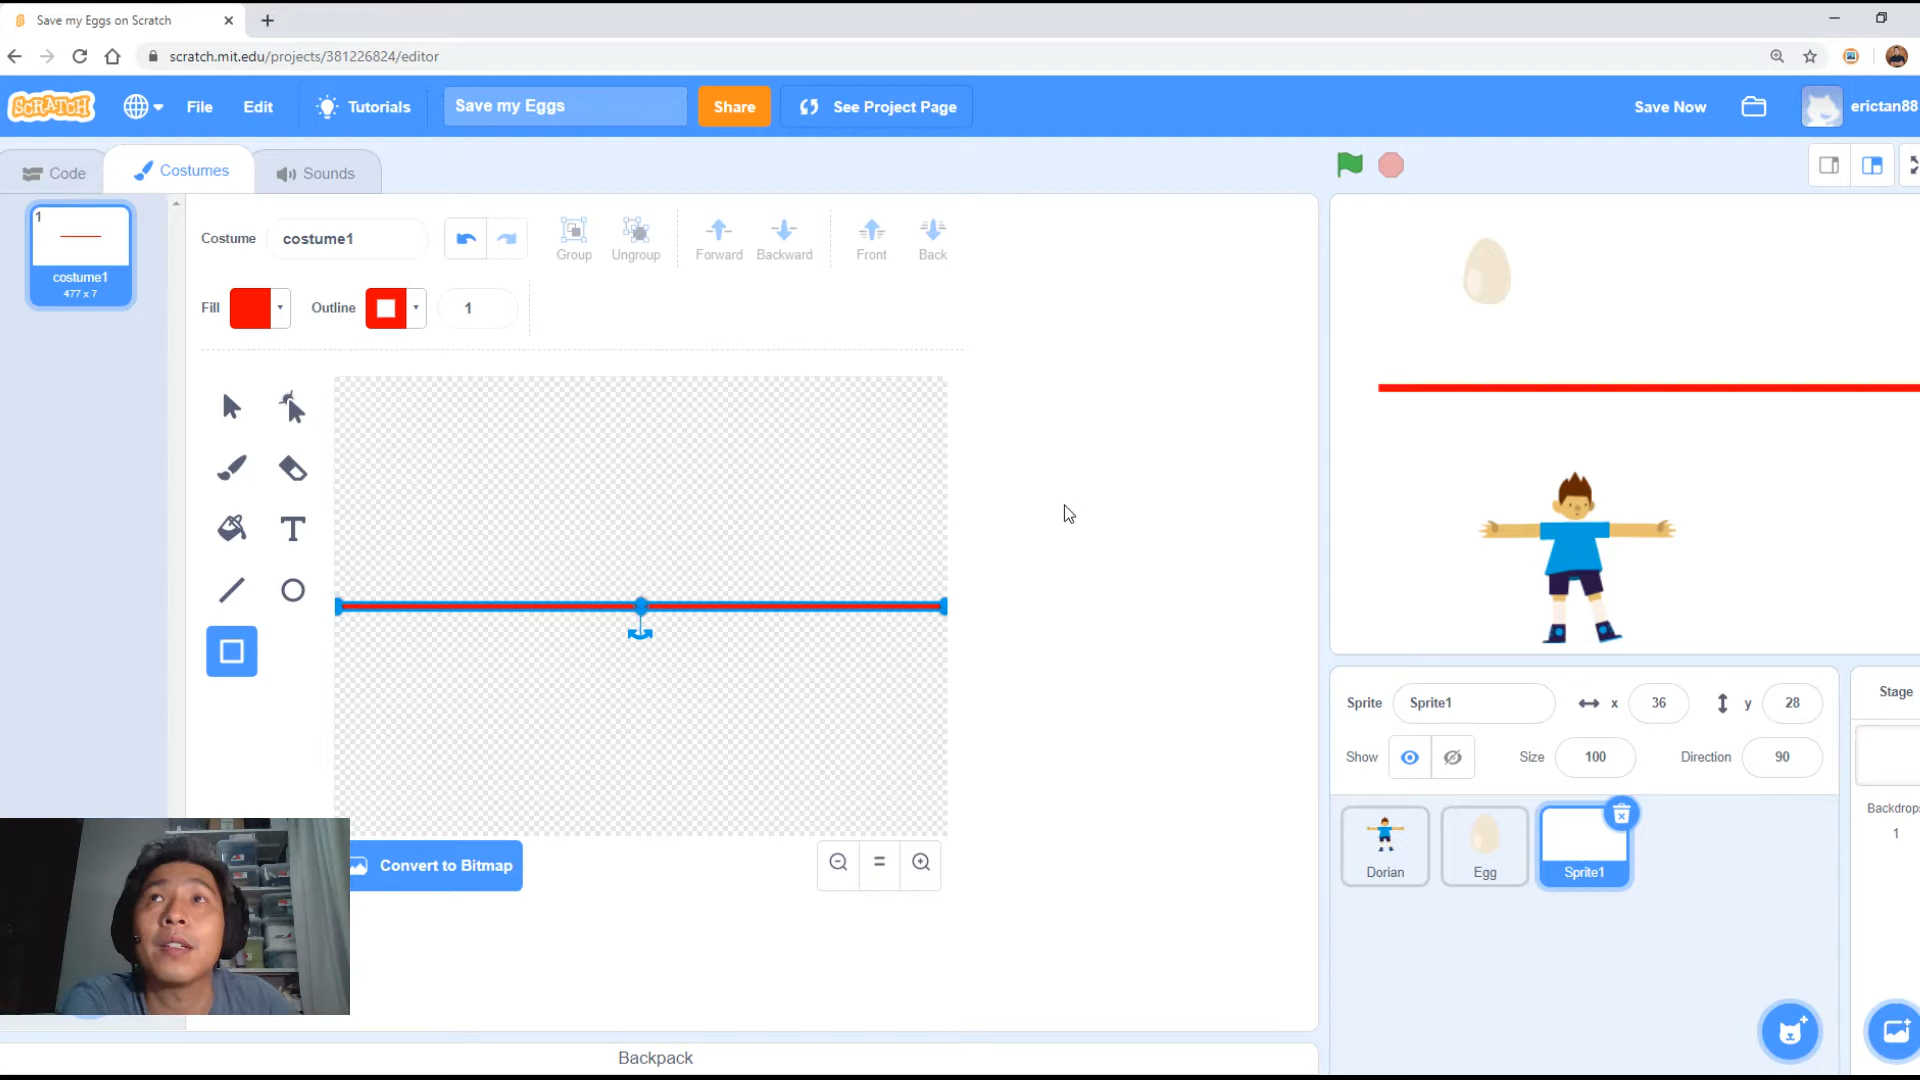 Save my Eggs on Scratch
scratch.mit.edu/projects/381226824/editor
SCRATCH File Edit Tutorials Save my Eggs Share See Project Page Save Now erictan88
Code Costumes Sounds
1
costume1
477 x 7
Costume costume1 Group Ungroup Forward Backward Front Back
Fill Outline 1
T
Convert to Bitmap
Sprite Sprite1 x 36 y 28
Show Size 100 Direction 90
Dorian Egg Sprite1
Stage
Backdrops
1
Backpack